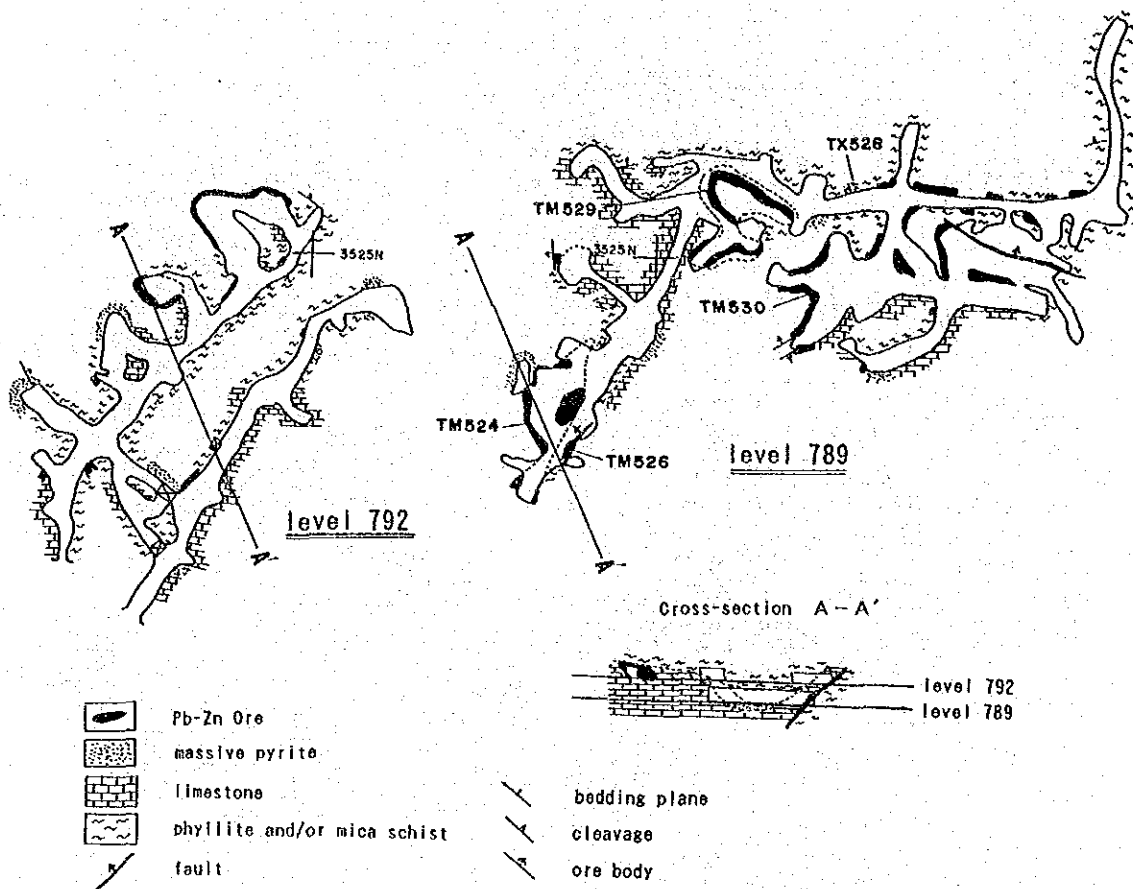 TX528
TM529
A
A
3525N
3525N
TM530
TM524
TM526
level 789
level 792
A'
A'
Cross-section A-A'
level 792
level 789
Pb-Zn Ore
massive pyrite
limestone
phyllite and/or mica schist
fault
bedding plane
cleavage
ore body